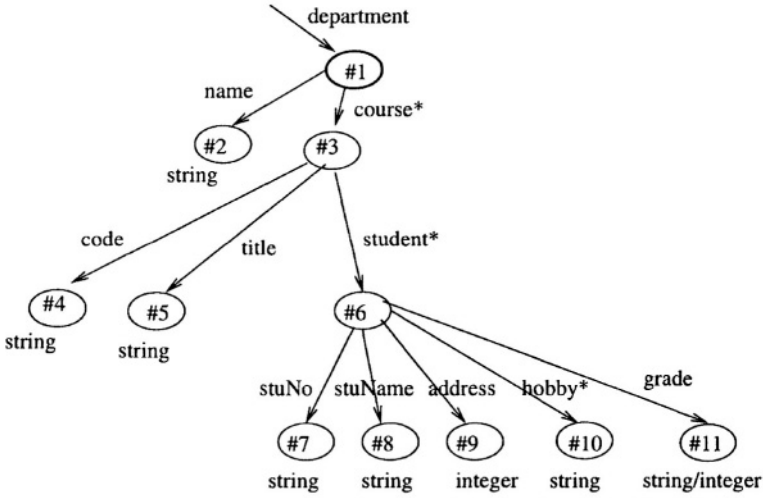 department
#1
name
course*
#2
#3
string
code
title
student*
#4
#5
#6
string
string
stuNo stuName address hobby* grade
#7 #8 #9 #10 #11
string string integer string string/integer